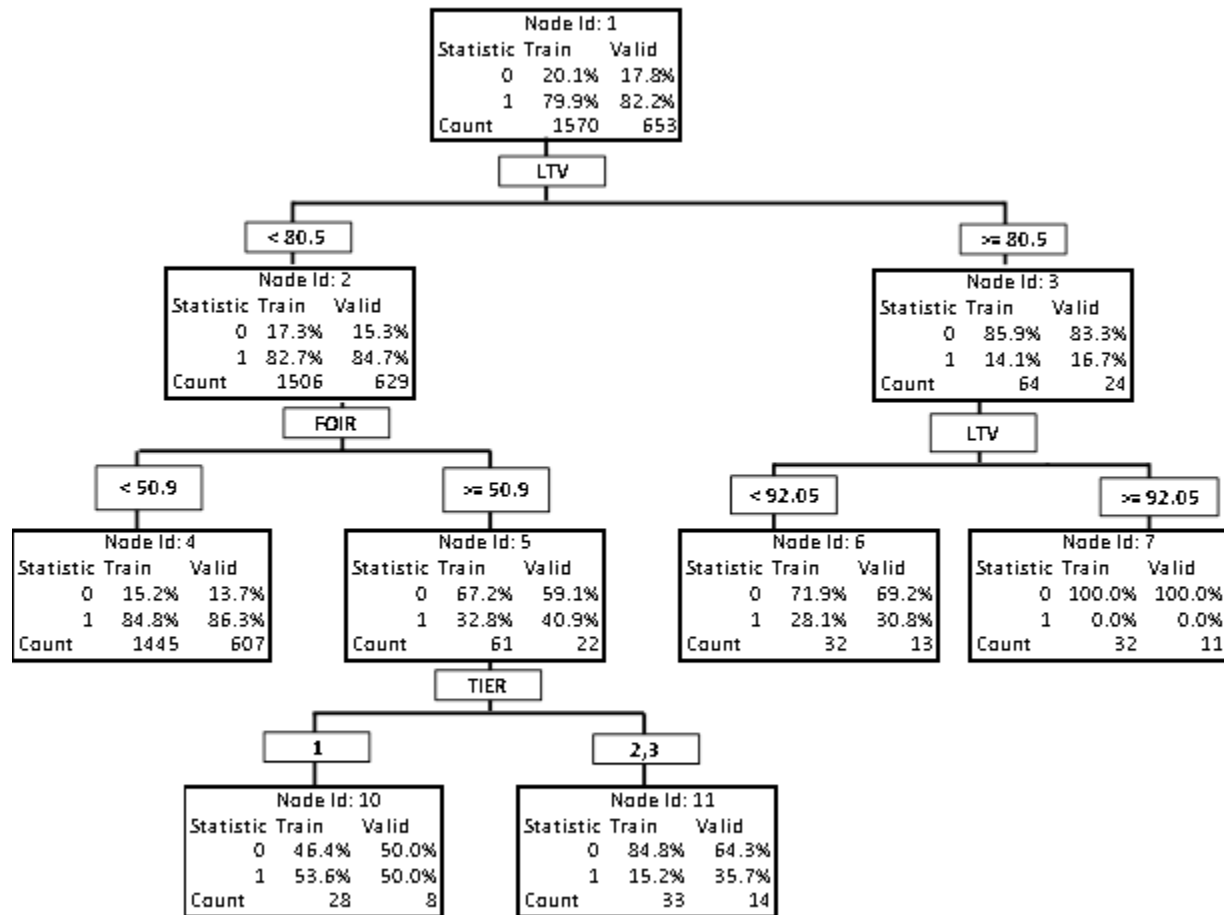 Node Id: 1
Statistic Train Valid
0 20.1% 17.8%
1 79.9% 82.2%
Count 1570 653
LTV
< 80.5
>= 80.5
Node Id: 2
Statistic Train Valid
0 17.3% 15.3%
1 82.7% 84.7%
Count 1506 629
Node Id: 3
Statistic Train Valid
0 85.9% 83.3%
1 14.1% 16.7%
Count 64 24
FOIR
LTV
< 50.9
>= 50.9
< 92.05
>= 92.05
Node Id: 4
Statistic Train Valid
0 15.2% 13.7%
1 84.8% 86.3%
Count 1445 607
Node Id: 5
Statistic Train Valid
0 67.2% 59.1%
1 32.8% 40.9%
Count 61 22
Node Id: 6
Statistic Train Valid
0 71.9% 69.2%
1 28.1% 30.8%
Count 32 13
Node Id: 7
Statistic Train Valid
0 100.0% 100.0%
1 0.0% 0.0%
Count 32 11
TIER
1
2,3
Node Id: 10
Statistic Train Valid
0 46.4% 50.0%
1 53.6% 50.0%
Count 28 8
Node Id: 11
Statistic Train Valid
0 84.8% 64.3%
1 15.2% 35.7%
Count 33 14